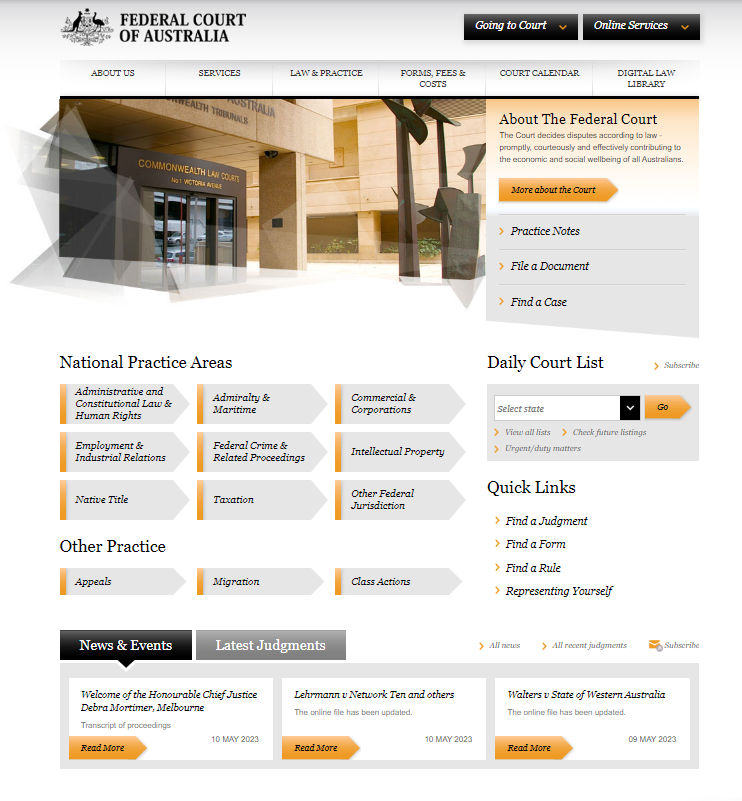 FEDERAL COURT
OF AUSTRALIA
Going to Court
Online Services
ABOUT US
SERVICES
LAW & PRACTICE
FORMS, FEES &
COSTS
COURT CALENDAR
DIGITAL LAW
LIBRARY
AUSTRALIA
WEALTH TRIBUNALS
COMMONWEALTH LAW COURTS
No 1 VICTORIA AVENUE
About The Federal Court
The Court decides disputes according to law -
promptly, courteously and effectively contributing to
the economic and social wellbeing of all Australians.
More about the Court
Practice Notes
File a Document
Find a Case
National Practice Areas
Administrative and
Constitutional Law &
Human Rights
Admiralty &
Maritime
Commercial &
Corporations
Employment &
Industrial Relations
Federal Crime &
Related Proceedings
Intellectual Property
Native Title
Taxation
Other Federal
Jurisdiction
Other Practice
Appeals
Migration
Class Actions
Daily Court List
Subscribe
Select state
Go
View all lists
Check future listings
Urgent/duty matters
Quick Links
Find a Judgment
Find a Form
Find a Rule
Representing Yourself
News & Events
Latest Judgments
All news
All recent judgments
Subscribe
Welcome of the Honourable Chief Justice
Debra Mortimer, Melbourne
Transcript of proceedings
10 MAY 2023
Read More
Lehrmann v Network Ten and others
The online file has been updated.
10 MAY 2023
Read More
Walters v State of Western Australia
The online file has been updated.
09 MAY 2023
Read More